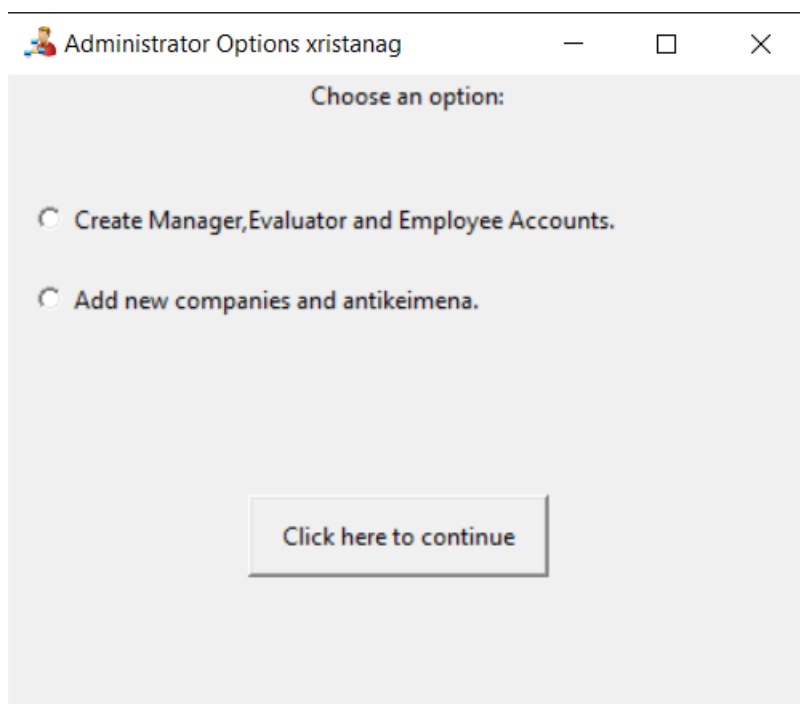 Administrator Options xristanag
Choose an option:
Create Manager,Evaluator and Employee Accounts.
Add new companies and antikeimena.
Click here to continue